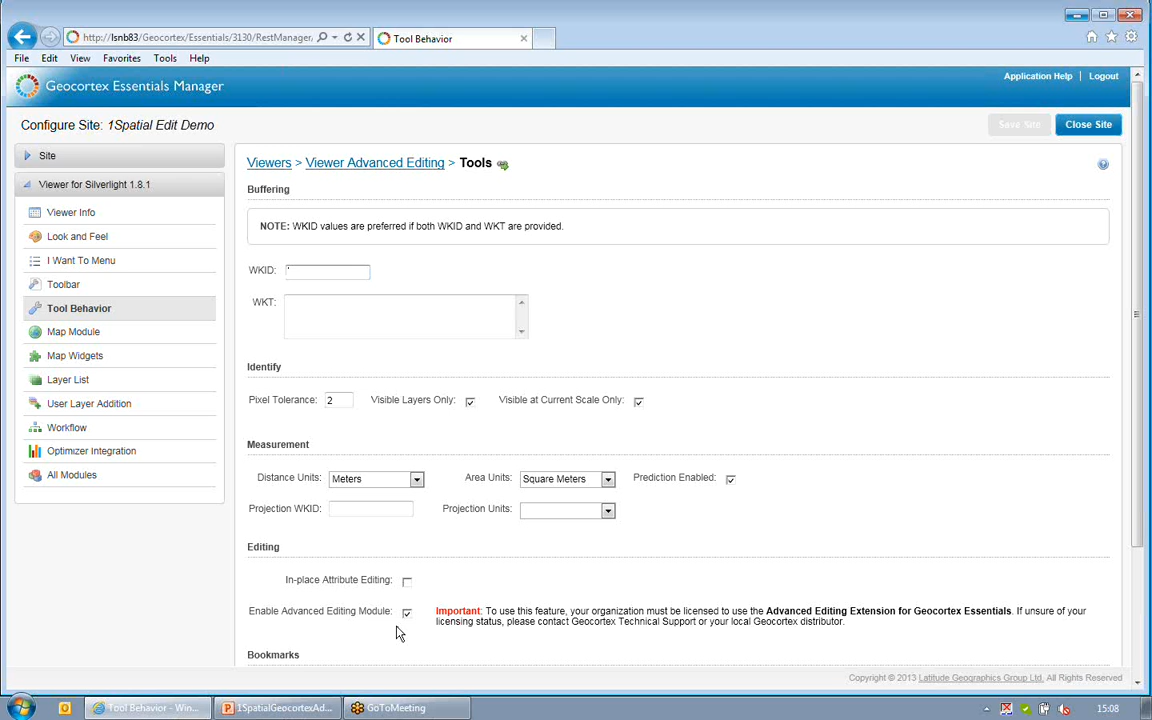 http://lsnb83/Geocortex/Essentials/3130/RestManager,
Tool Behavior
File Edit View Favorites Tools Help
Geocortex Essentials Manager
Application Help | Logout
Configure Site: 1Spatial Edit Demo
Save Site
Close Site
Site
Viewer for Silverlight 1.8.1
Viewer Info
Look and Feel
I Want To Menu
Toolbar
Tool Behavior
Map Module
Map Widgets
Layer List
User Layer Addition
Workflow
Optimizer Integration
All Modules
Viewers > Viewer Advanced Editing > Tools
Buffering
NOTE: WKID values are preferred if both WKID and WKT are provided.
WKID: '
WKT:
Identify
Pixel Tolerance: 2 Visible Layers Only: Visible at Current Scale Only:
Measurement
Distance Units: Meters Area Units: Square Meters Prediction Enabled:
Projection WKID: Projection Units:
Editing
In-place Attribute Editing:
Enable Advanced Editing Module:
Important: To use this feature, your organization must be licensed to use the Advanced Editing Extension for Geocortex Essentials. If unsure of your
licensing status, please contact Geocortex Technical Support or your local Geocortex distributor.
Bookmarks
Copyright © 2013 Latitude Geographics Group Ltd. All Rights Reserved
Tool Behavior - Win...
1SpatialGeocortexAd...
GoToMeeting
15:08